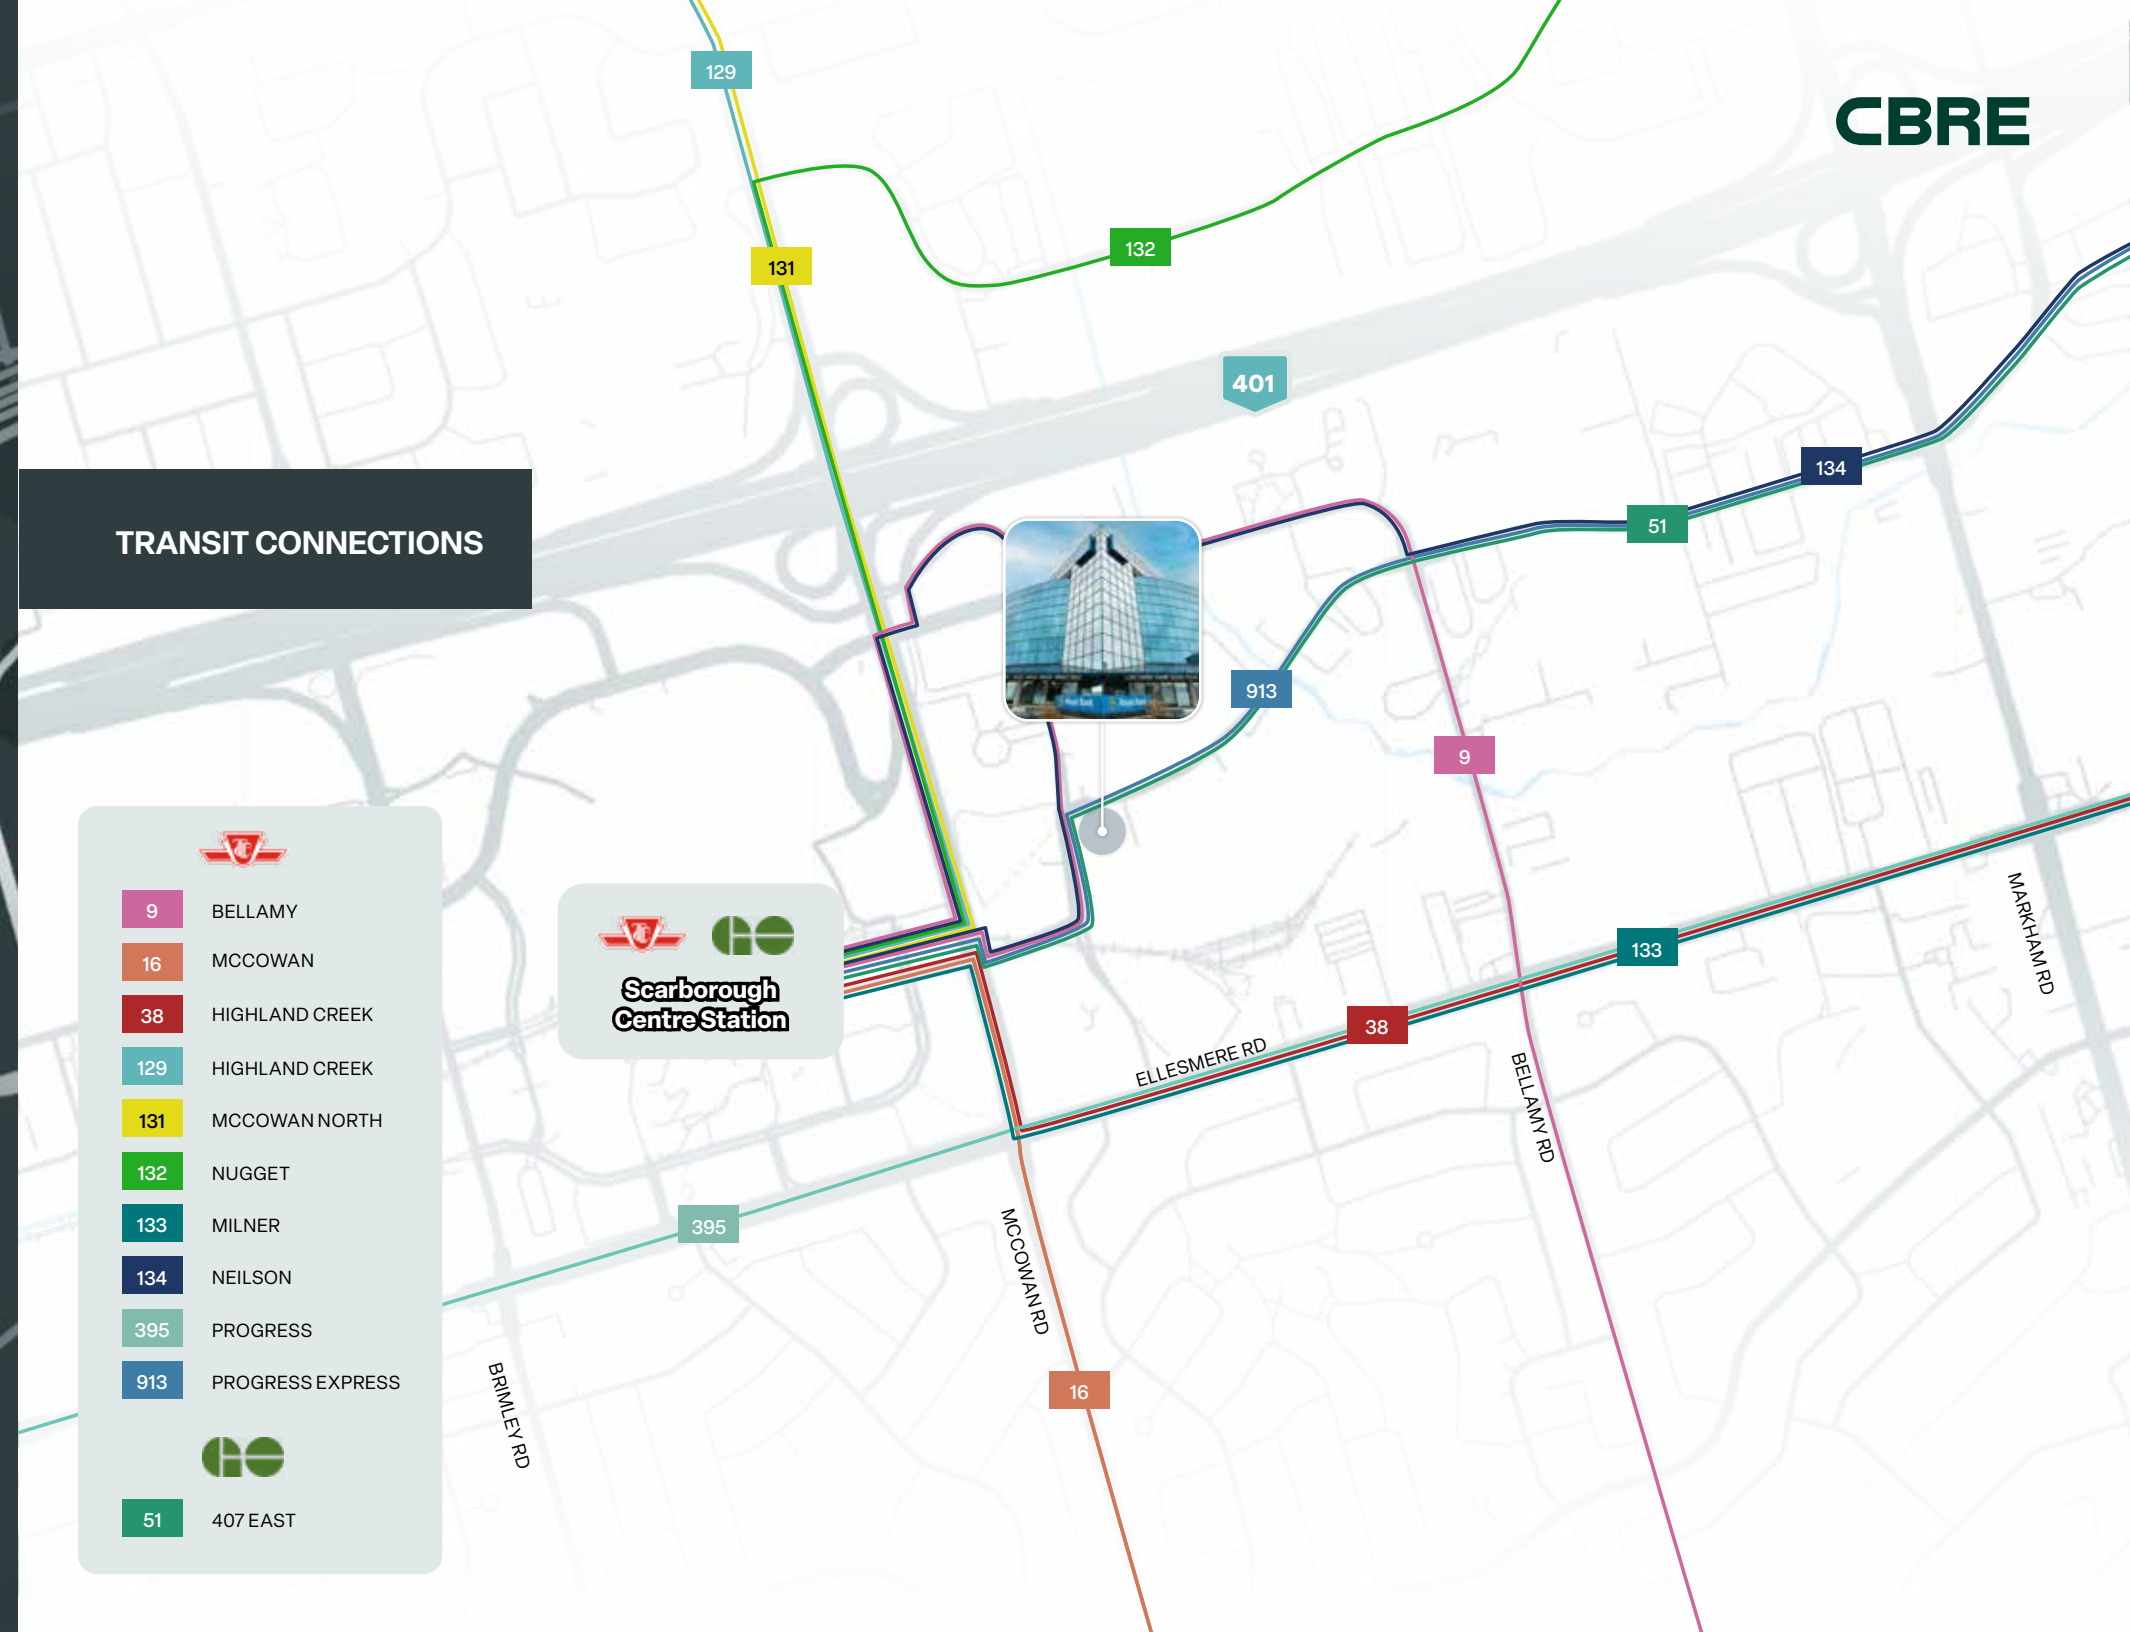 CBRE
129
131
132
401
134
51
TRANSIT CONNECTIONS
913
9
133
38
395
16
Scarborough
Centre Station
ELLESMERE RD
MARKHAM RD
BELLAMY RD
MCCOWAN RD
BRIMLEY RD
9 BELLAMY
16 MCCOWAN
38 HIGHLAND CREEK
129 HIGHLAND CREEK
131 MCCOWAN NORTH
132 NUGGET
133 MILNER
134 NEILSON
395 PROGRESS
913 PROGRESS EXPRESS
GO
51 407 EAST